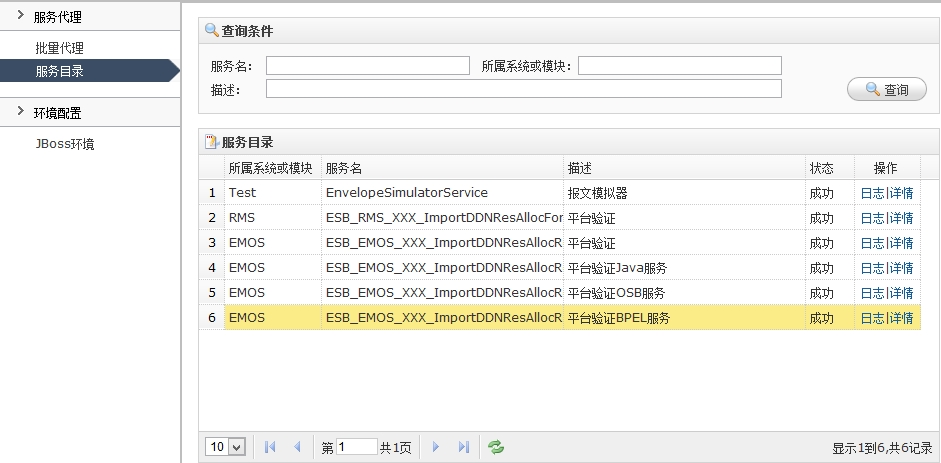 服务代理
批量代理
服务目录
环境配置
JBoss环境
查询条件
服务名： 所属系统或模块：
描述： 查询
服务目录
所属系统或模块 服务名 描述 状态 操作
1 Test EnvelopeSimulatorService 报文模拟器 成功 日志|详情
2 RMS ESB_RMS_XXX_ImportDDNResAllocFor 平台验证 成功 日志|详情
3 EMOS ESB_EMOS_XXX_ImportDDNResAllocR 平台验证 成功 日志|详情
4 EMOS ESB_EMOS_XXX_ImportDDNResAllocR 平台验证Java服务 成功 日志|详情
5 EMOS ESB_EMOS_XXX_ImportDDNResAllocR 平台验证OSB服务 成功 日志|详情
6 EMOS ESB_EMOS_XXX_ImportDDNResAllocR 平台验证BPEL服务 成功 日志|详情
10 第 1 共1页 显示1到6,共6记录